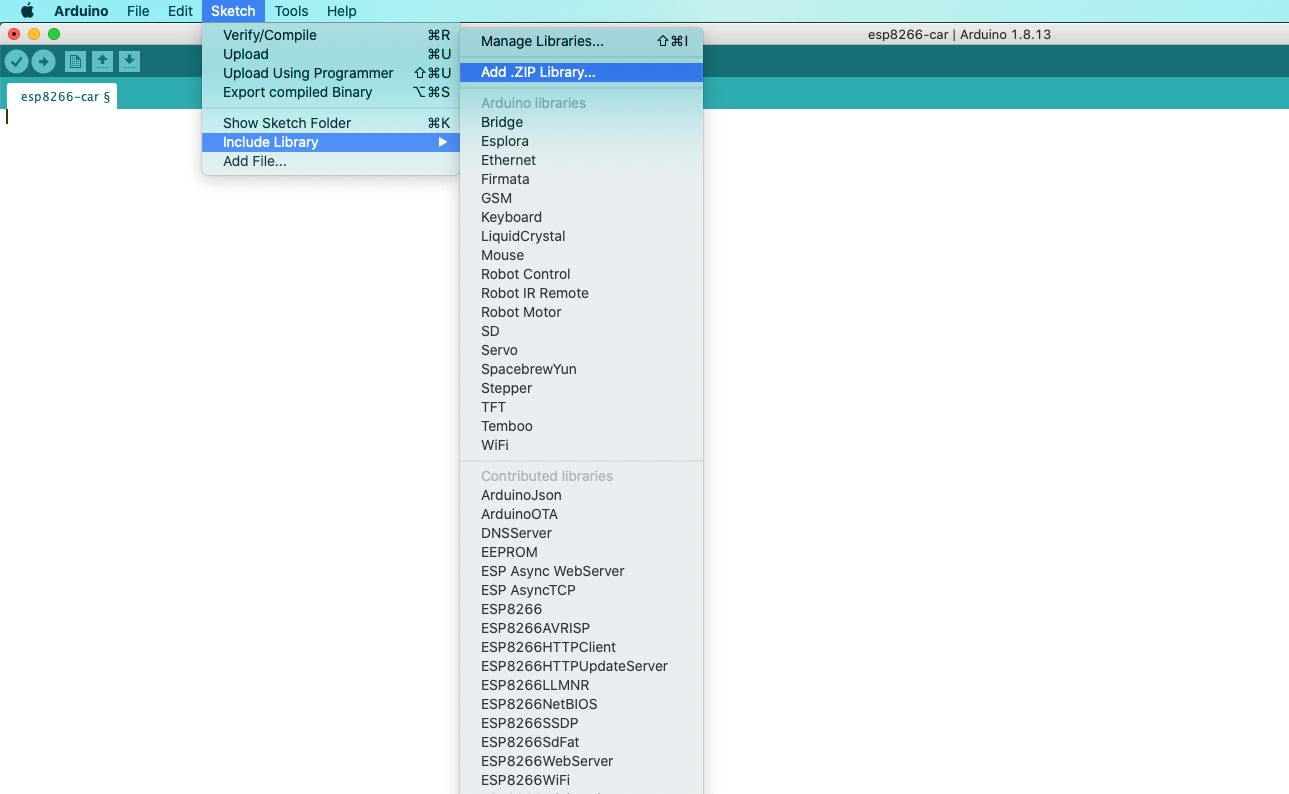 Arduino File Edit Sketch Tools Help
esp8266-car | Arduino 1.8.13
esp8266-car §
Verify/Compile ⌘R
Upload ⌘U
Upload Using Programmer ⇧⌘U
Export compiled Binary ⌥⌘S
Show Sketch Folder ⌘K
Include Library ▶
Add File...
Manage Libraries... ⇧⌘I
Add .ZIP Library...
Arduino libraries
Bridge
Esplora
Ethernet
Firmata
GSM
Keyboard
LiquidCrystal
Mouse
Robot Control
Robot IR Remote
Robot Motor
SD
Servo
SpacebrewYun
Stepper
TFT
Temboo
WiFi
Contributed libraries
ArduinoJson
ArduinoOTA
DNSServer
EEPROM
ESP Async WebServer
ESP AsyncTCP
ESP8266
ESP8266AVRISP
ESP8266HTTPClient
ESP8266HTTPUpdateServer
ESP8266LLMNR
ESP8266NetBIOS
ESP8266SSDP
ESP8266SdFat
ESP8266WebServer
ESP8266WiFi